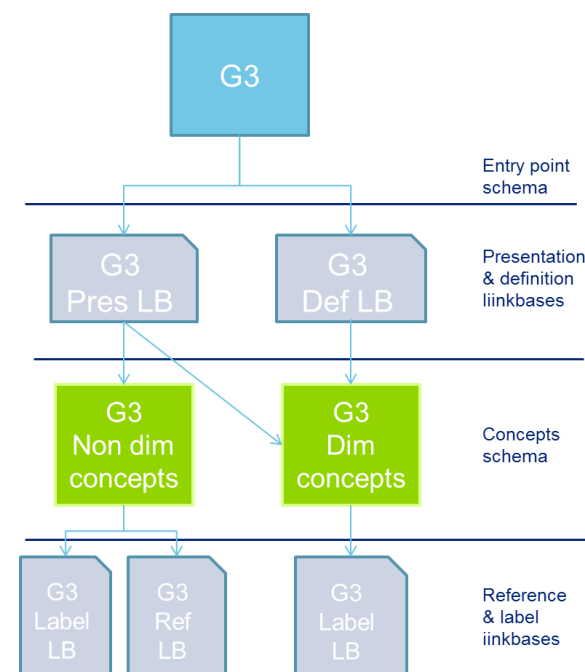 G3
Entry point
schema
G3
Pres LB
G3
Def LB
Presentation
& definition
liinkbases
G3
Non dim
concepts
G3
Dim
concepts
Concepts
schema
G3
Label
LB
G3
Ref
LB
G3
Label
LB
Reference
& label
iinkbases